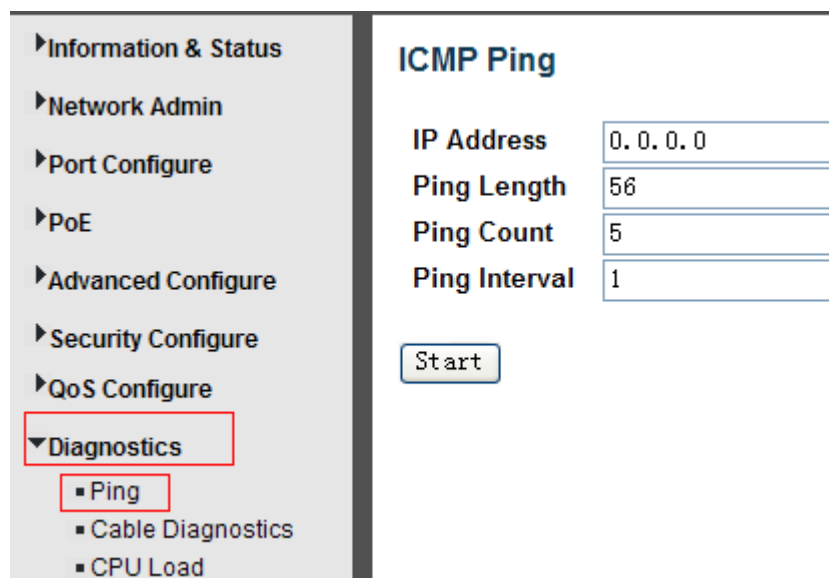 Information & Status
Network Admin
Port Configure
PoE
Advanced Configure
Security Configure
QoS Configure
Diagnostics
Ping
Cable Diagnostics
CPU Load
ICMP Ping
IP Address 0.0.0.0
Ping Length 56
Ping Count 5
Ping Interval 1
Start